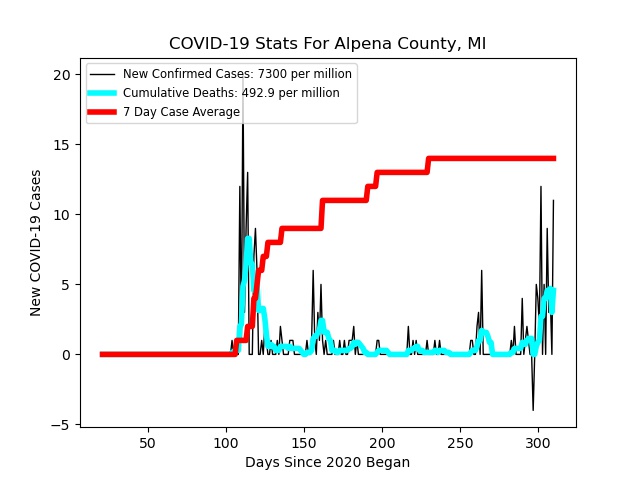 COVID-19 Stats For Alpena County, MI
New Confirmed Cases: 7300 per million
Cumulative Deaths: 492.9 per million
7 Day Case Average
New COVID-19 Cases
20
15
10
5
0
−5
50 100 150 200 250 300
Days Since 2020 Began